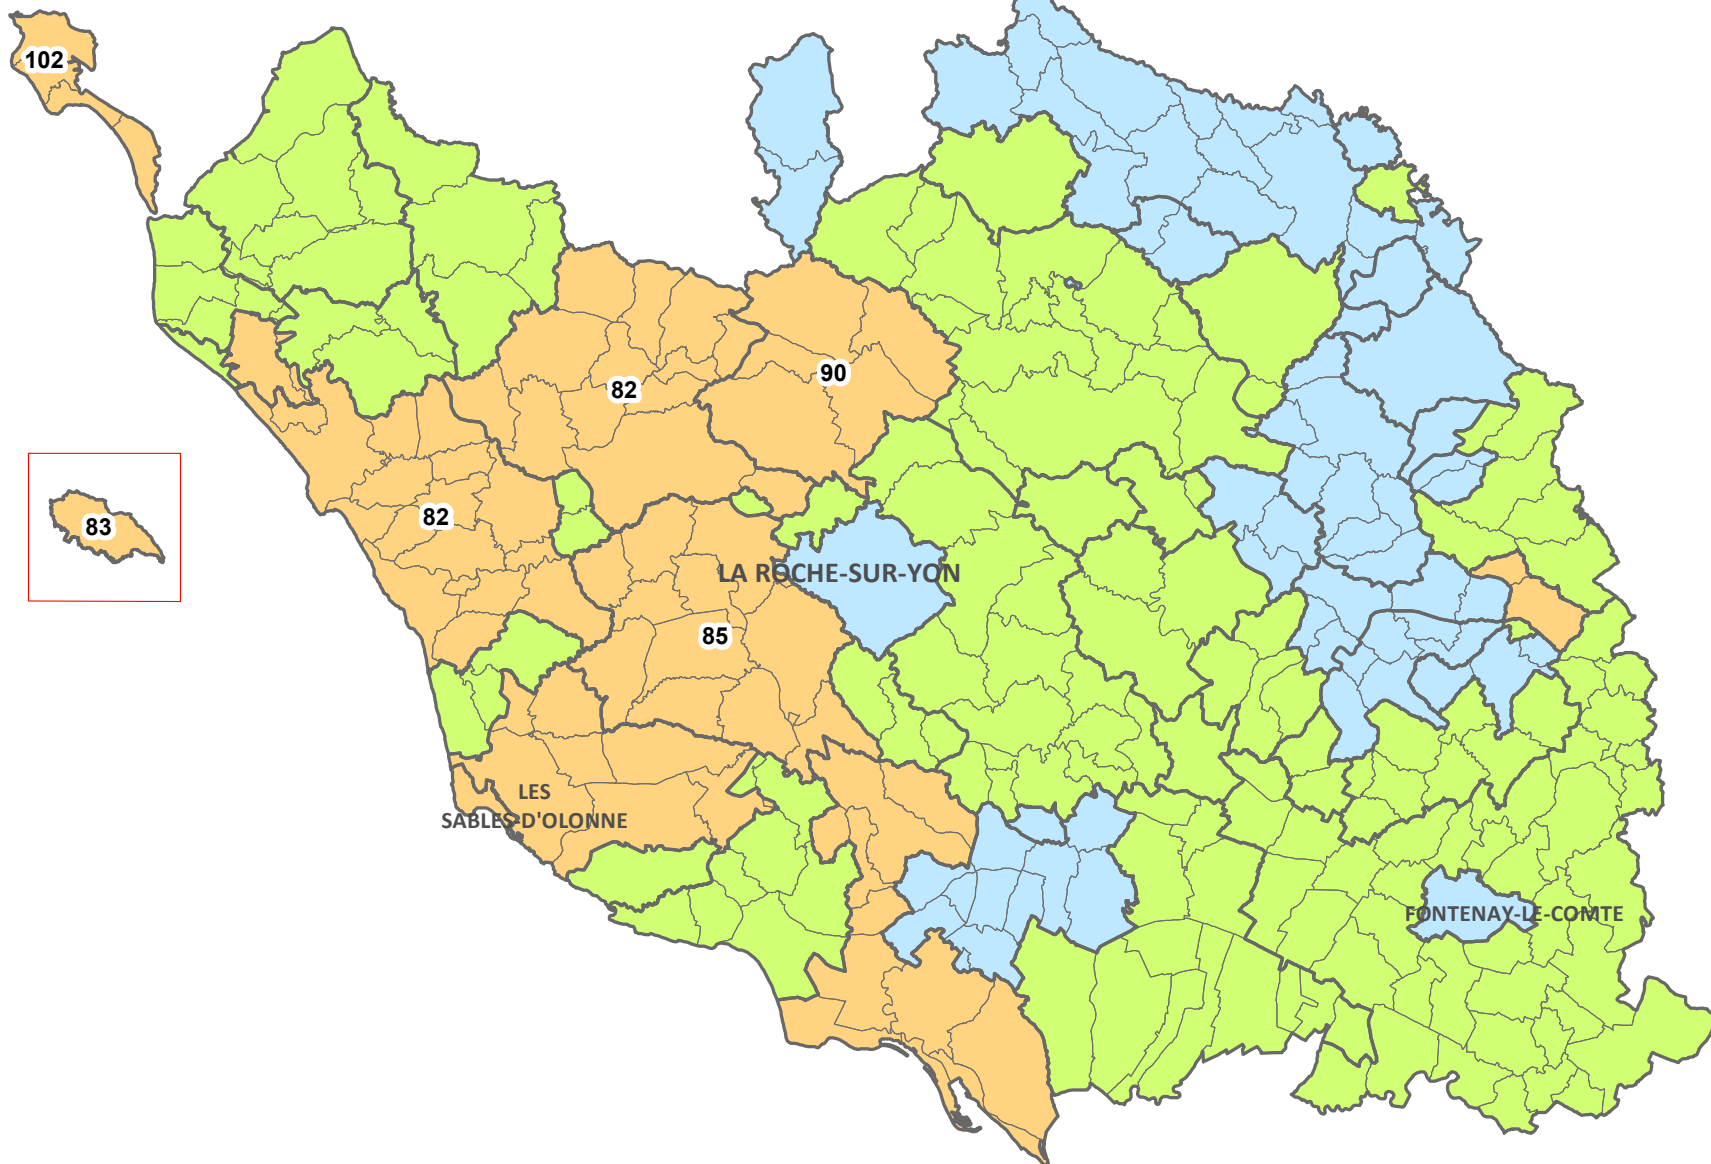 102
90
82
82
83
LA ROCHE-SUR-YON
85
LES
SABLES-D'OLONNE
FONTENAY-LE-COMTE